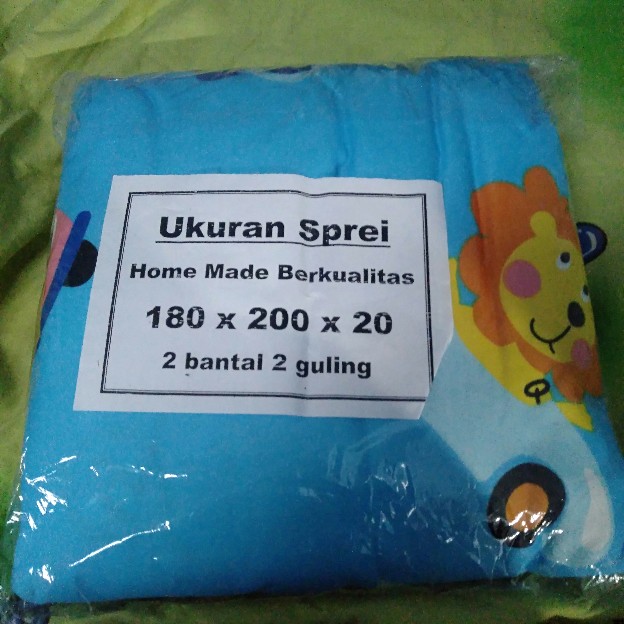 Ukuran Sprei
Home Made Berkualitas
180 x 200 x 20
2 bantal 2 guling